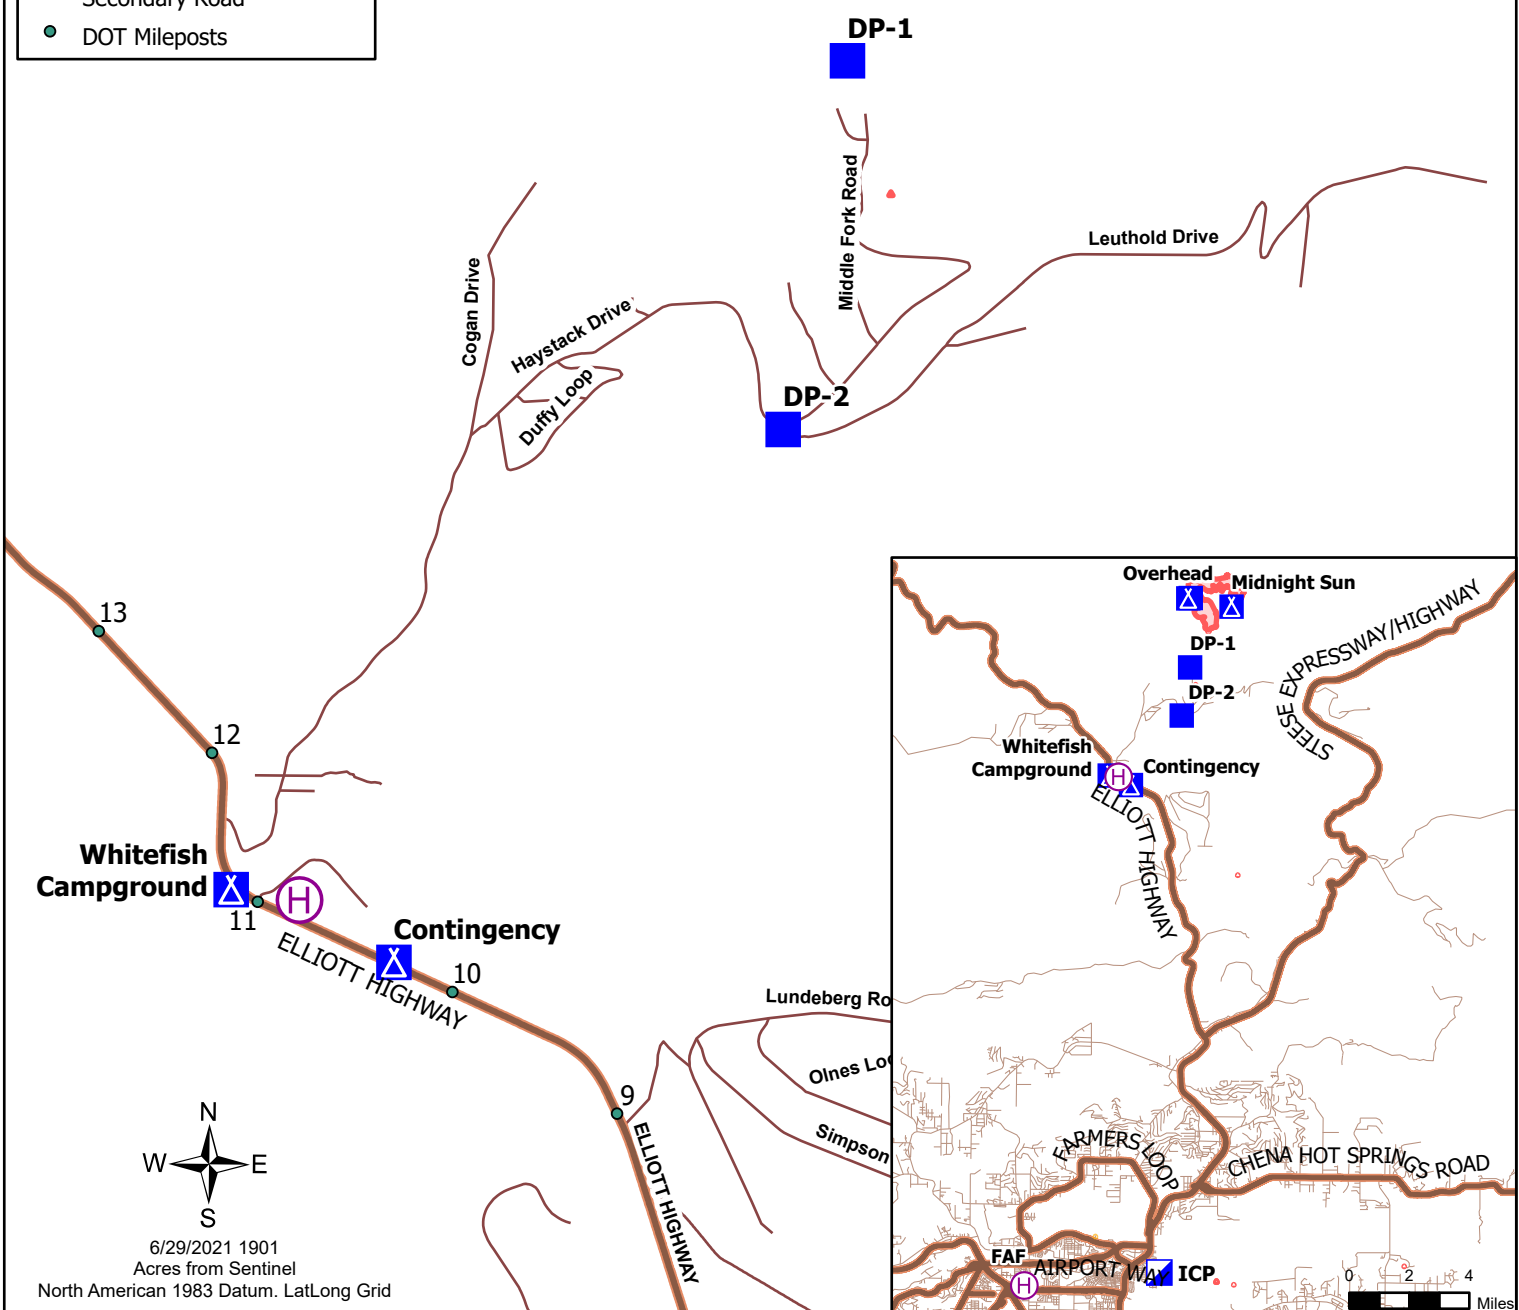 Secondary Road
DOT Mileposts
DP-1
Middle Fork Road
Leuthold Drive
Cogan Drive
Haystack Drive
Duffy Loop
DP-2
13
12
Whitefish
Campground
11
H
ELLIOTT HIGHWAY
Contingency
10
9
ELLIOTT HIGHWAY
Lundeberg Ro
Olnes Loo
Simpson
N
W E
S
6/29/2021 1901
Acres from Sentinel
North American 1983 Datum. LatLong Grid
Overhead
Midnight Sun
DP-1
DP-2
STEESE EXPRESSWAY/HIGHWAY
Whitefish
Campground
H
Contingency
ELLIOTT HIGHWAY
FARMERS LOOP
CHENA HOT SPRINGS ROAD
FAF
H
AIRPORT WAY
ICP
0 2 4
Miles